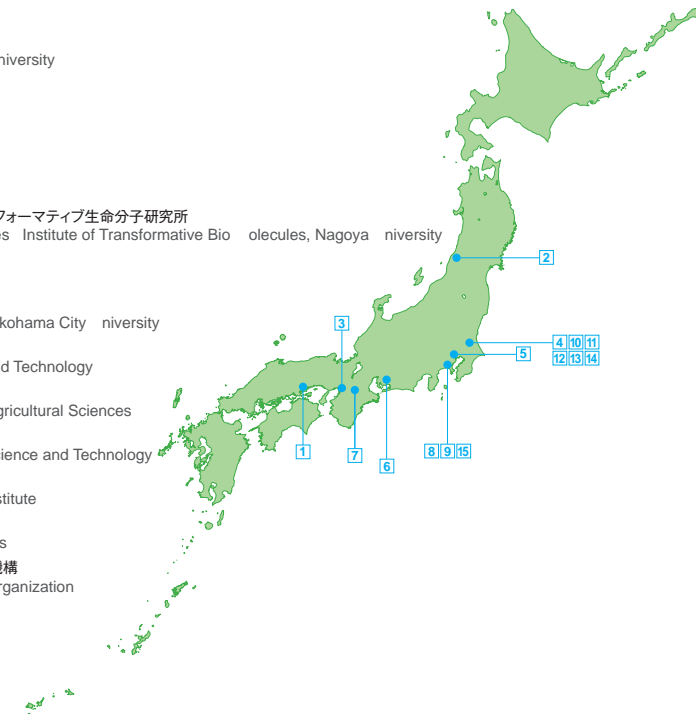 niversity
フォーマティブ生命分子研究所
es Institute of Transformative Bio olecules, Nagoya niversity
2
kohama City niversity
3
4 10 11
5
12 13 14
d Technology
gricultural Sciences
1
7
8 9 15
cience and Technology
6
stitute
s
機構
rganization